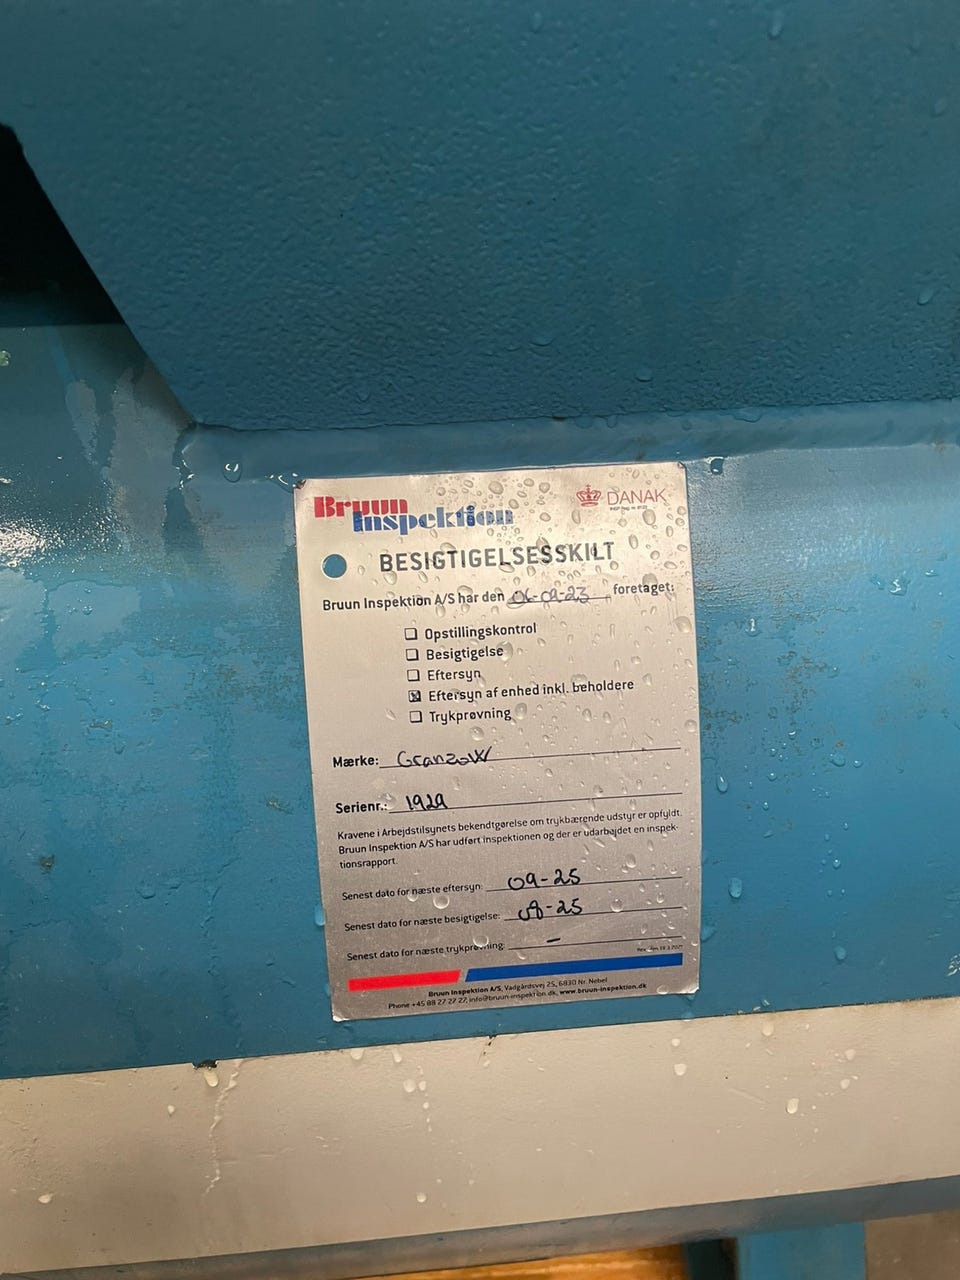 Bruun
Inspektion
DANAK
BESIGTIGELSESSKILT
Bruun Inspektion A/S har den 06-09-23 foretaget:
Opstillingskontrol
Besigtigelse
Eftersyn
Eftersyn af enhed inkl. beholdere
Trykprøvning
Mærke: Granzow
Serienr.: 1929
Kravene i Arbejdstilsynets bekendtgørelse om trykbærende udstyr er opfyldt.
Bruun Inspektion A/S har udført inspektionen og der er udarbejdet en inspek-
tionsrapport.
Senest dato for næste eftersyn: 09-25
Senest dato for næste besigtigelse: 09-25
Senest dato for næste trykprøvning: –
Bruun Inspektion A/S, Vadgårdsvej 25, 6830 Nr. Nebel
Phone +45 88 27 27 27, info@bruun-inspektion.dk, www.bruun-inspektion.dk